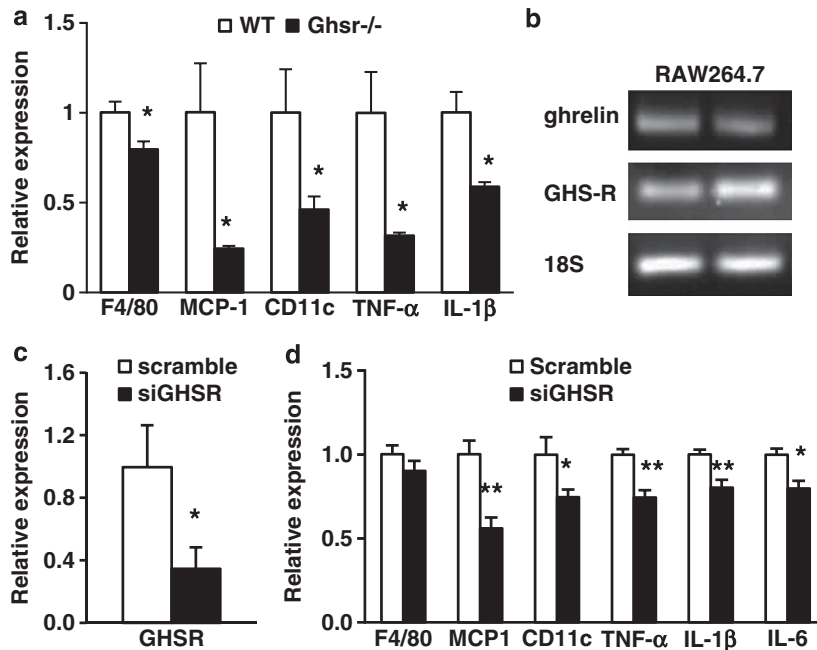 a
WT Ghsr-/-
Relative expression
1.5
1
0.5
0
* * * * *
F4/80 MCP-1 CD11c TNF-α IL-1β
b
RAW264.7
ghrelin
GHS-R
18S
c
scramble
siGHSR
Relative expression
1.6
1.2
0.8
0.4
0.0
*
GHSR
d
Scramble
siGHSR
Relative expression
1.5
1.0
0.5
0.0
** * ** ** *
F4/80 MCP1 CD11c TNF-α IL-1β IL-6